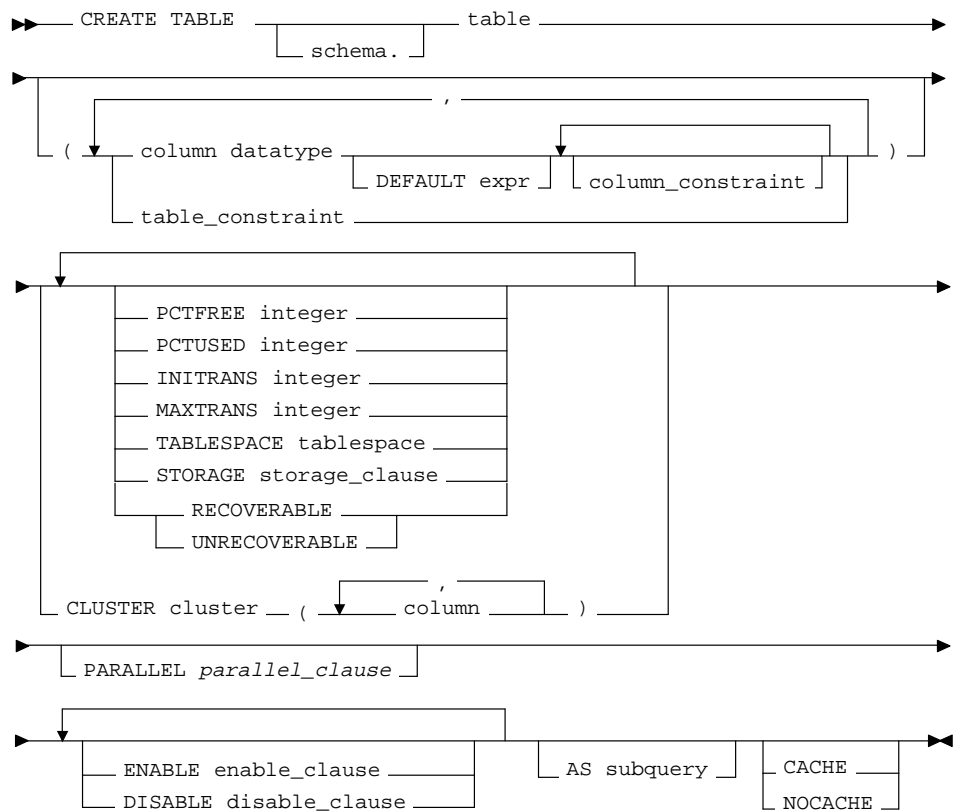 CREATE TABLE table
schema.
,
( column datatype )
DEFAULT expr column_constraint
table_constraint
PCTFREE integer
PCTUSED integer
INITRANS integer
MAXTRANS integer
TABLESPACE tablespace
STORAGE storage_clause
RECOVERABLE
UNRECOVERABLE
,
CLUSTER cluster ( column )
PARALLEL parallel_clause
ENABLE enable_clause AS subquery CACHE
DISABLE disable_clause NOCACHE